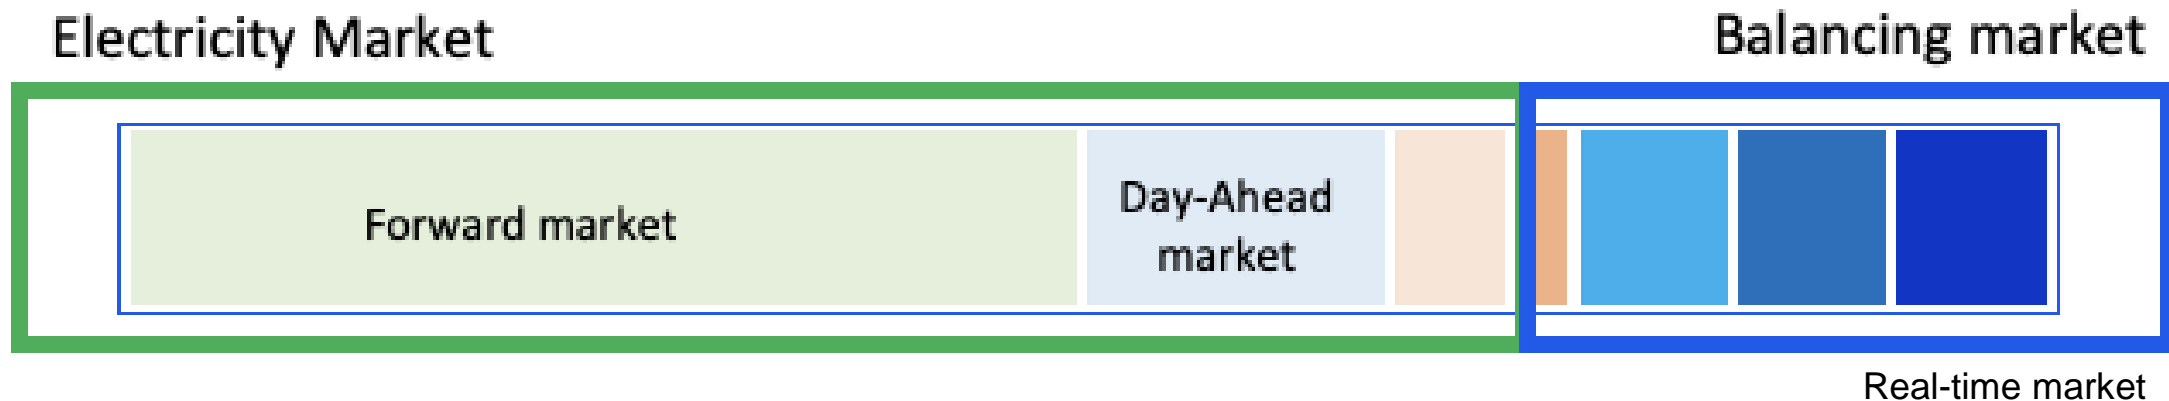 Electricity Market
Balancing market
Forward market
Day-Ahead
market
Real-time market